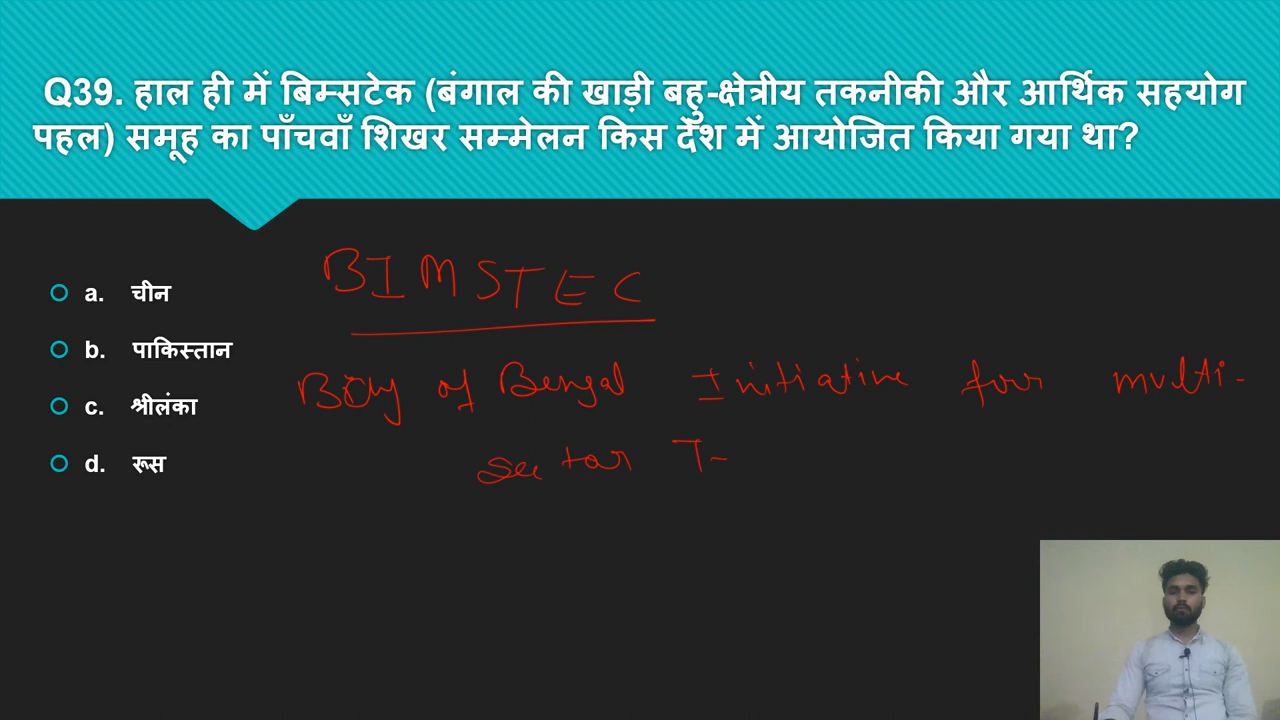 Q39. हाल ही में बिम्सटेक (बंगाल की खाड़ी बहु-क्षेत्रीय तकनीकी और आर्थिक सहयोग
पहल) समूह का पाँचवाँ शिखर सम्मेलन किस देश में आयोजित किया गया था?
BIMSTEC
a. चीन
b. पाकिस्तान
Bay of Bengal Initiative for multi-
c. श्रीलंका
sector T
d. रूस